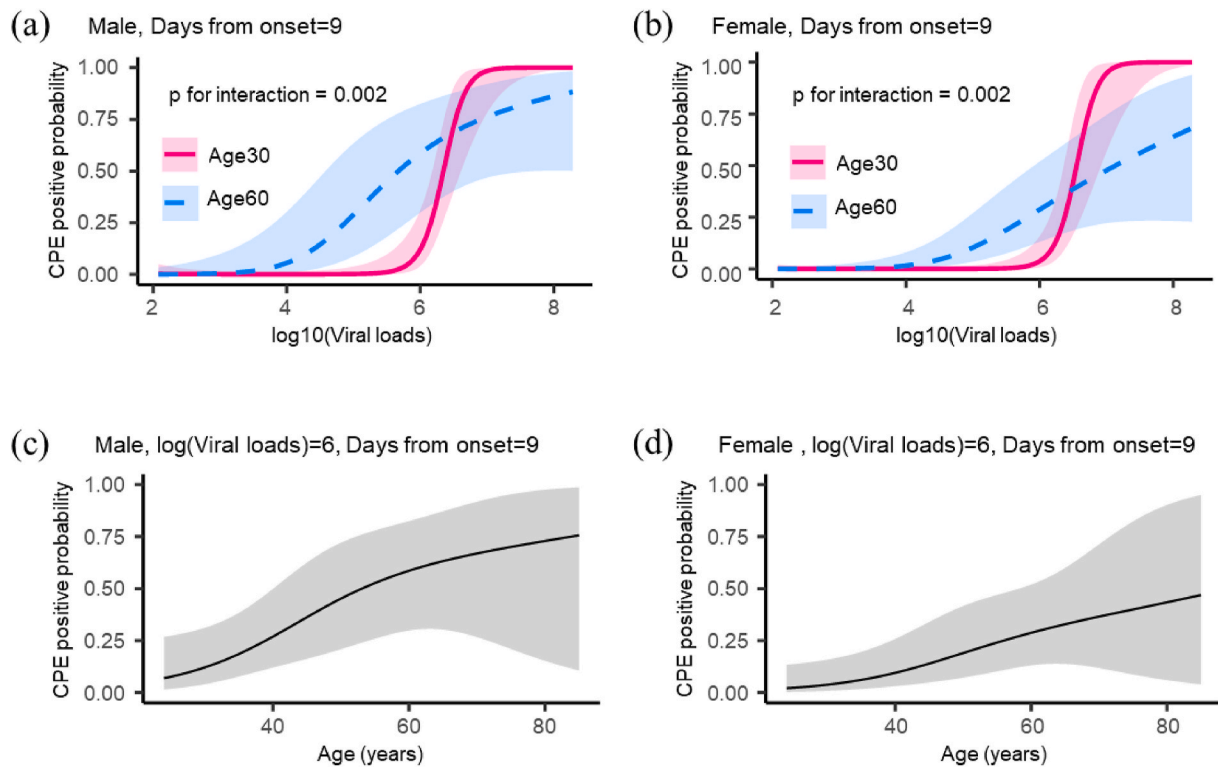 (a) Male, Days from onset=9
CPE positive probability
1.00
0.75
0.50
0.25
0.00
p for interaction = 0.002
Age30
Age60
2 4 6 8
log10(Viral loads)
(b) Female, Days from onset=9
CPE positive probability
1.00
0.75
0.50
0.25
0.00
p for interaction = 0.002
Age30
Age60
2 4 6 8
log10(Viral loads)
(c) Male, log(Viral loads)=6, Days from onset=9
CPE positive probability
1.00
0.75
0.50
0.25
0.00
40 60 80
Age (years)
(d) Female , log(Viral loads)=6, Days from onset=9
CPE positive probability
1.00
0.75
0.50
0.25
0.00
40 60 80
Age (years)